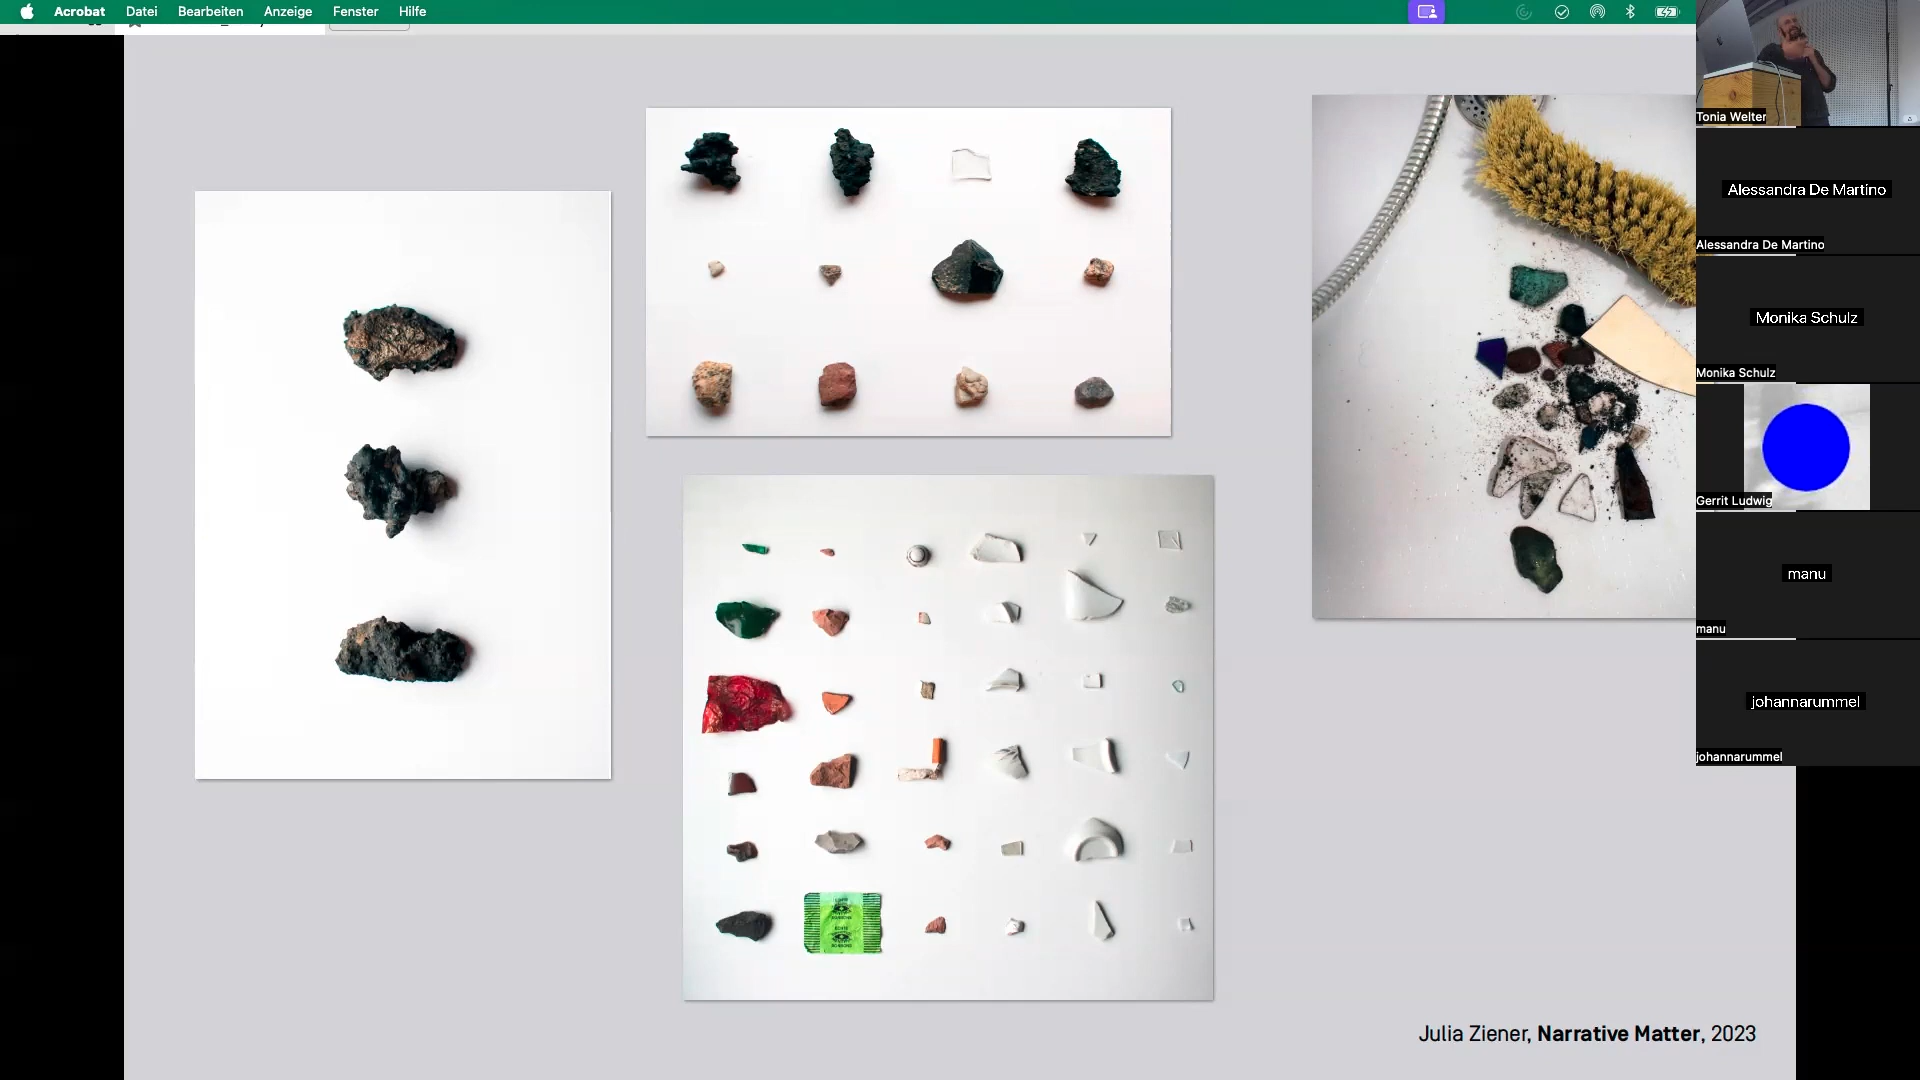 Acrobat Datei Bearbeiten Anzeige Fenster Hilfe
Tonia Welter
Alessandra De Martino
Alessandra De Martino
Monika Schulz
Monika Schulz
Gerrit Ludwig
manu
manu
johannarummel
johannarummel
Julia Ziener, Narrative Matter, 2023